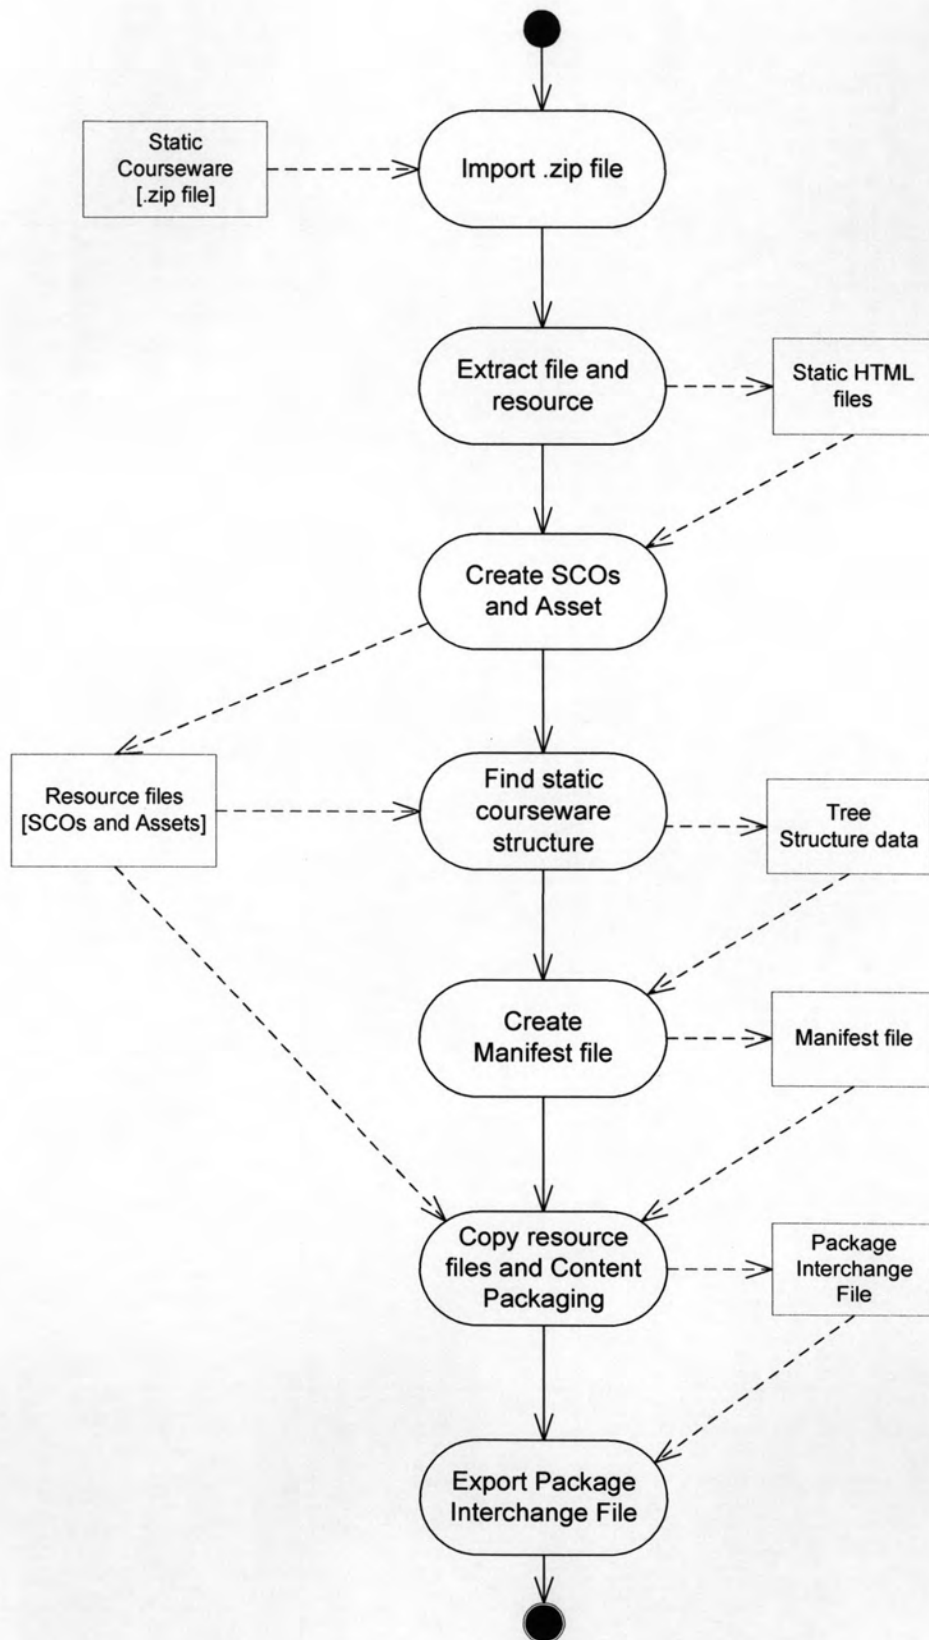 Static
Courseware
[.zip file]
Import .zip file
Extract file and
resource
Static HTML
files
Create SCOs
and Asset
Resource files
[SCOs and Assets]
Find static
courseware
structure
Tree
Structure data
Create
Manifest file
Manifest file
Copy resource
files and Content
Packaging
Package
Interchange
File
Export Package
Interchange File